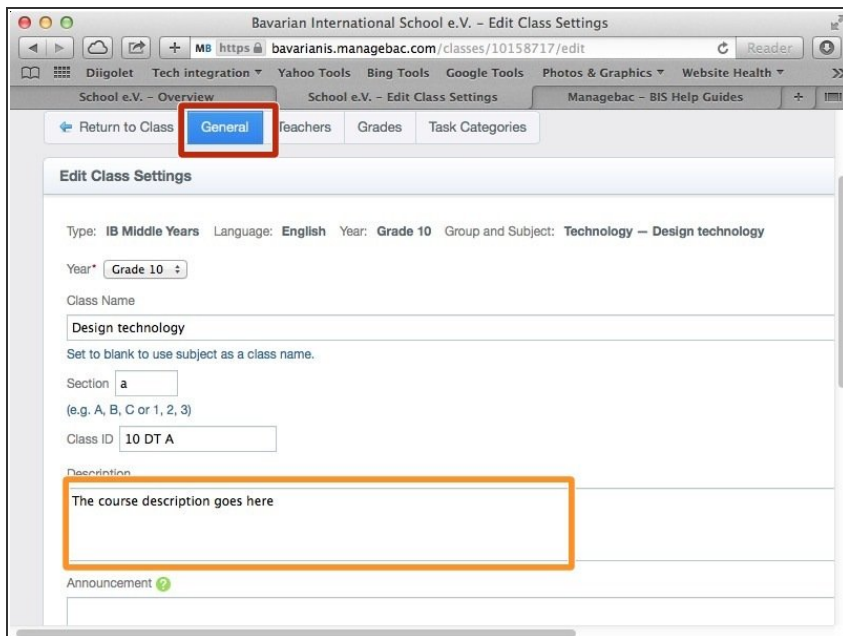 Bavarian International School e.V. – Edit Class Settings
MB https bavarianis.managebac.com/classes/10158717/edit Reader
Diigolet Tech integration Yahoo Tools Bing Tools Google Tools Photos & Graphics Website Health
School e.V. – Overview School e.V. – Edit Class Settings Managebac – BIS Help Guides
Return to Class General Teachers Grades Task Categories
Edit Class Settings
Type: IB Middle Years Language: English Year: Grade 10 Group and Subject: Technology — Design technology
Year* Grade 10
Class Name
Design technology
Set to blank to use subject as a class name.
Section a
(e.g. A, B, C or 1, 2, 3)
Class ID 10 DT A
Description
The course description goes here
Announcement ?